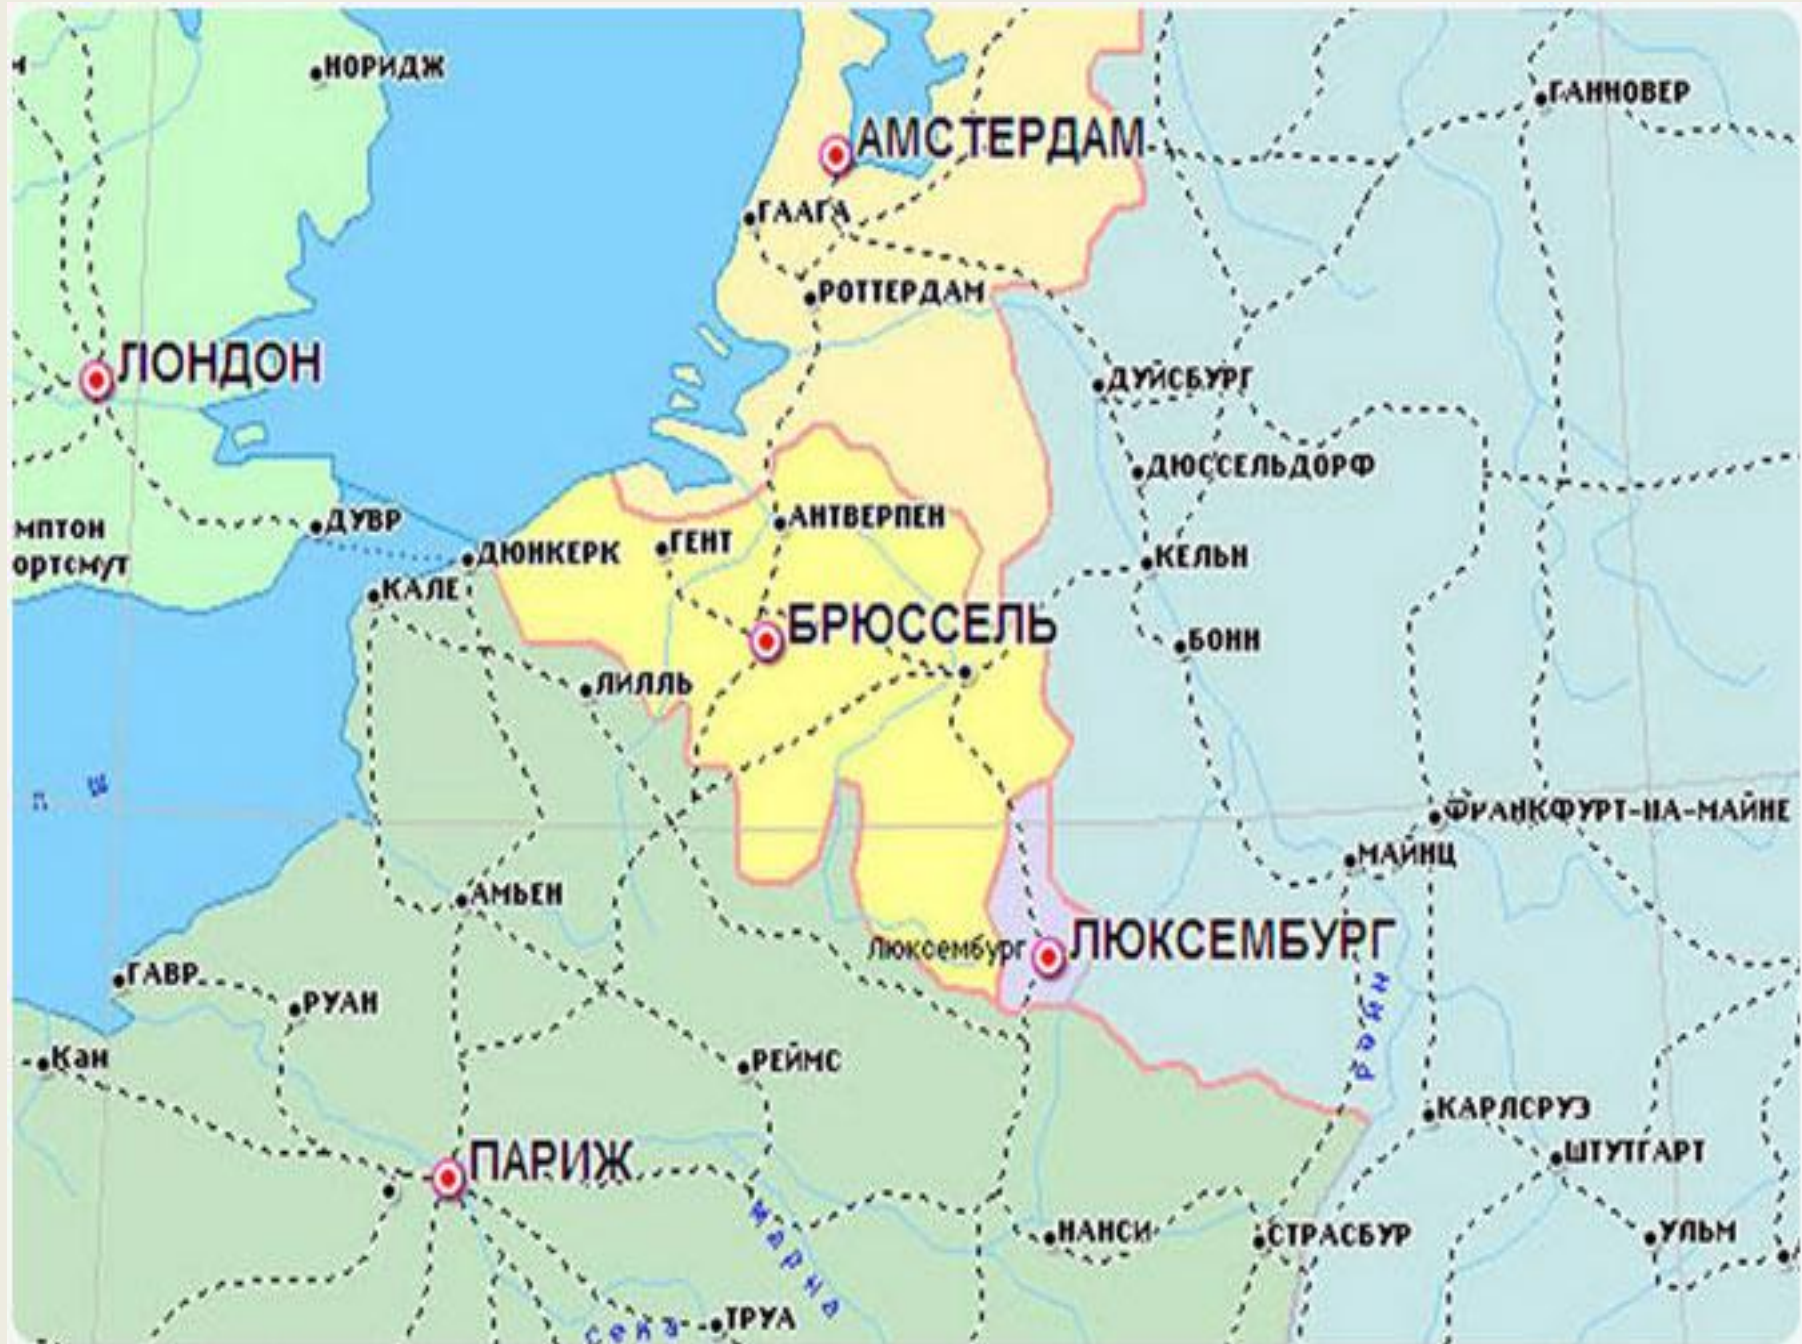 м
НОРИДЖ
ГАННОВЕР
АМСТЕРДАМ
ГААГА
РОТТЕРДАМ
ЛОНДОН
ДУЙСБУРГ
ДЮССЕЛЬДОРФ
АНТВЕРПЕН
ДУВР
МПТОН
ортсмут
ГЕНТ
ДЮНКЕРК
КЕЛЬН
КАЛЕ
БРЮССЕЛЬ
БОНН
ЛИЛЛЬ
Л Ш
ФРАНКФУРТ-НА-МАЙНЕ
МАЙНЦ
АМЬЕН
Люксембург
ЛЮКСЕМБУРГ
ГАВР
РУАН
Рейн
Кан
РЕЙМС
КАРЛСРУЭ
ПАРИЖ
ШТУТГАРТ
Марна
НАНСИ
СТРАСБУР
УЛЬМ
ТРУА
Сена